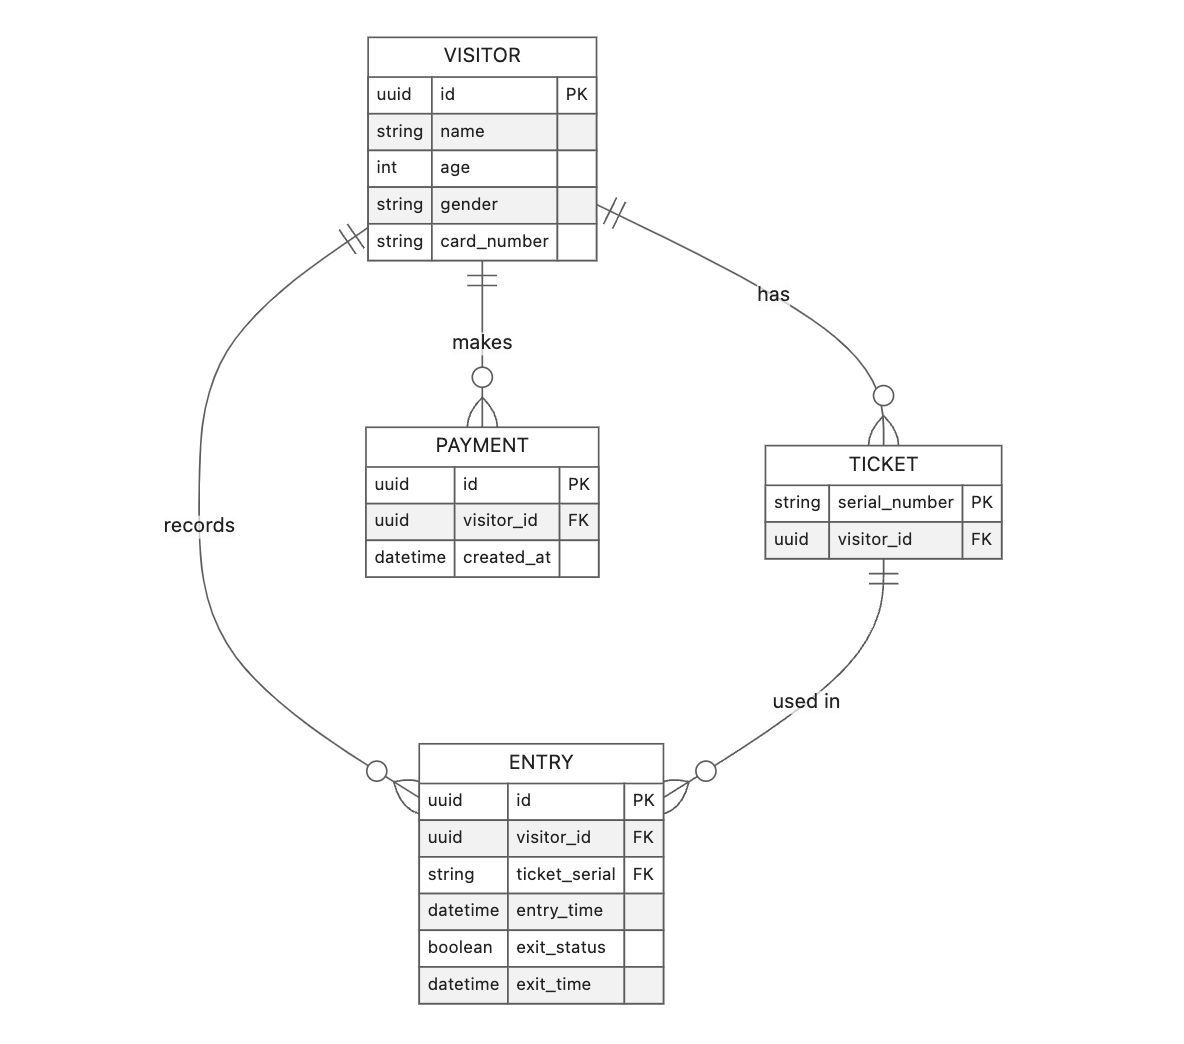 VISITOR
uuid id PK
string name
int age
string gender
string card_number
has
makes
PAYMENT
uuid id PK
uuid visitor_id FK
datetime created_at
TICKET
string serial_number PK
uuid visitor_id FK
records
used in
ENTRY
uuid id PK
uuid visitor_id FK
string ticket_serial FK
datetime entry_time
boolean exit_status
datetime exit_time